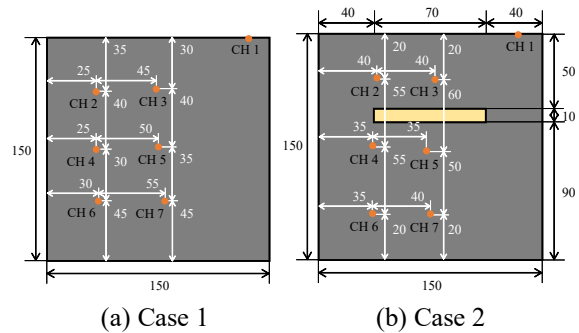 40 70 40
CH 1 CH 1
35 30 20 20
25 45 40 40 50
CH 2 CH 3 CH 2 CH 3
40 40 55 60
10
25 50 35 35
150 CH 4 CH 5 150 CH 4 CH 5
30 35 55 50 90
30 55 35 40
CH 6 CH 7 CH 6 CH 7
45 45 20 20
150 150
(a) Case 1 (b) Case 2